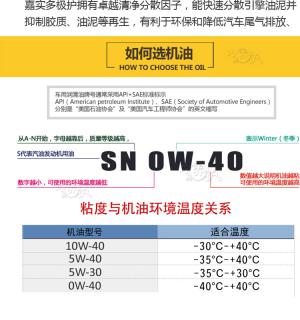 嘉实多极护拥有卓越清净分散因子，能快速分散引擎油泥并
抑制胶质、油泥等再生，有利于环保和降低汽车尾气排放、
如何选机油
HOW TO CHOOSE THE OIL
车用润滑油牌号通常采用API+SAE标准标示
API（American petroleum Institute）、SAE（Society of Automotive Engineers）
分别是“美国石油协会”及“美国汽车工程师协会”的英文缩写
从A-N开始，字母越靠后，质量等级越高，
表示Winter（冬季）
S代表汽油发动机用油
SN 0W-40
数字越小，可使用的环境温度越低
数值越大说明机油越粘
可使用的环境温度越高
粘度与机油环境温度关系
机油型号 适合温度
10W-40 -30°C-+40°C
5W-40 -35°C-+40°C
5W-30 -35°C-+30°C
0W-40 -40°C-+40°C